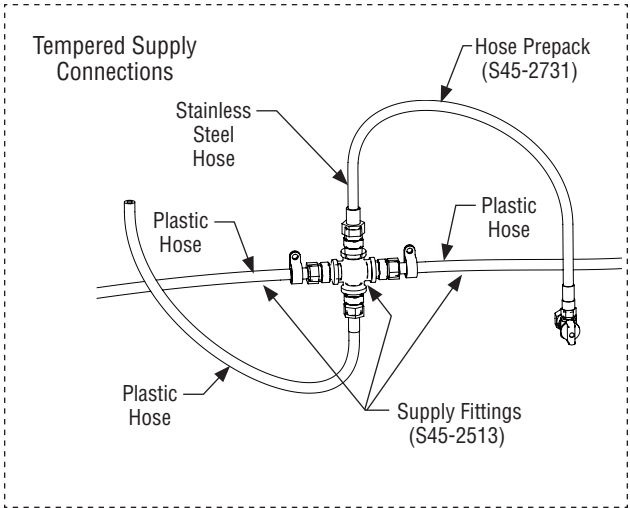 Tempered Supply
Connections
Hose Prepack
(S45-2731)
Stainless
Steel
Hose
Plastic
Hose
Plastic
Hose
Plastic
Hose
Supply Fittings
(S45-2513)